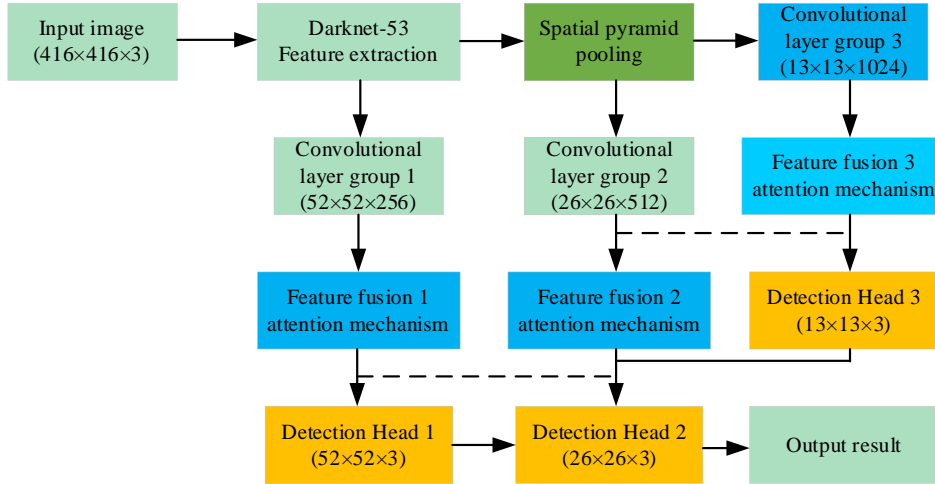 Input image
(416×416×3)
Darknet-53
Feature extraction
Spatial pyramid
pooling
Convolutional
layer group 3
(13×13×1024)
Convolutional
layer group 1
(52×52×256)
Convolutional
layer group 2
(26×26×512)
Feature fusion 3
attention mechanism
Feature fusion 1
attention mechanism
Feature fusion 2
attention mechanism
Detection Head 3
(13×13×3)
Detection Head 1
(52×52×3)
Detection Head 2
(26×26×3)
Output result